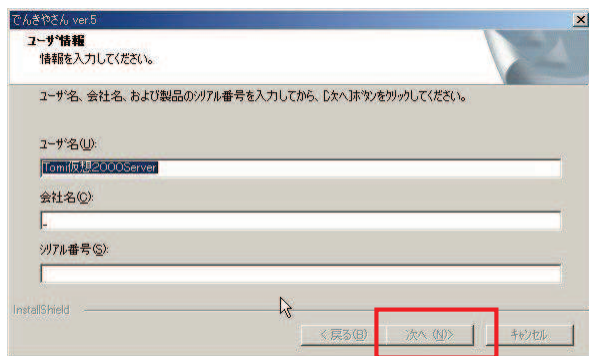 でんきやさん ver.5
ユーザ情報
情報を入力してください。
ユーザ名、会社名、および製品のシリアル番号を入力してから、[次へ]ボタンをクリックしてください。
ユーザ名(U):
Tomi仮想2000Server
会社名(C):
-
シリアル番号(S):
InstallShield
< 戻る(B)
次へ (N)>
キャンセル